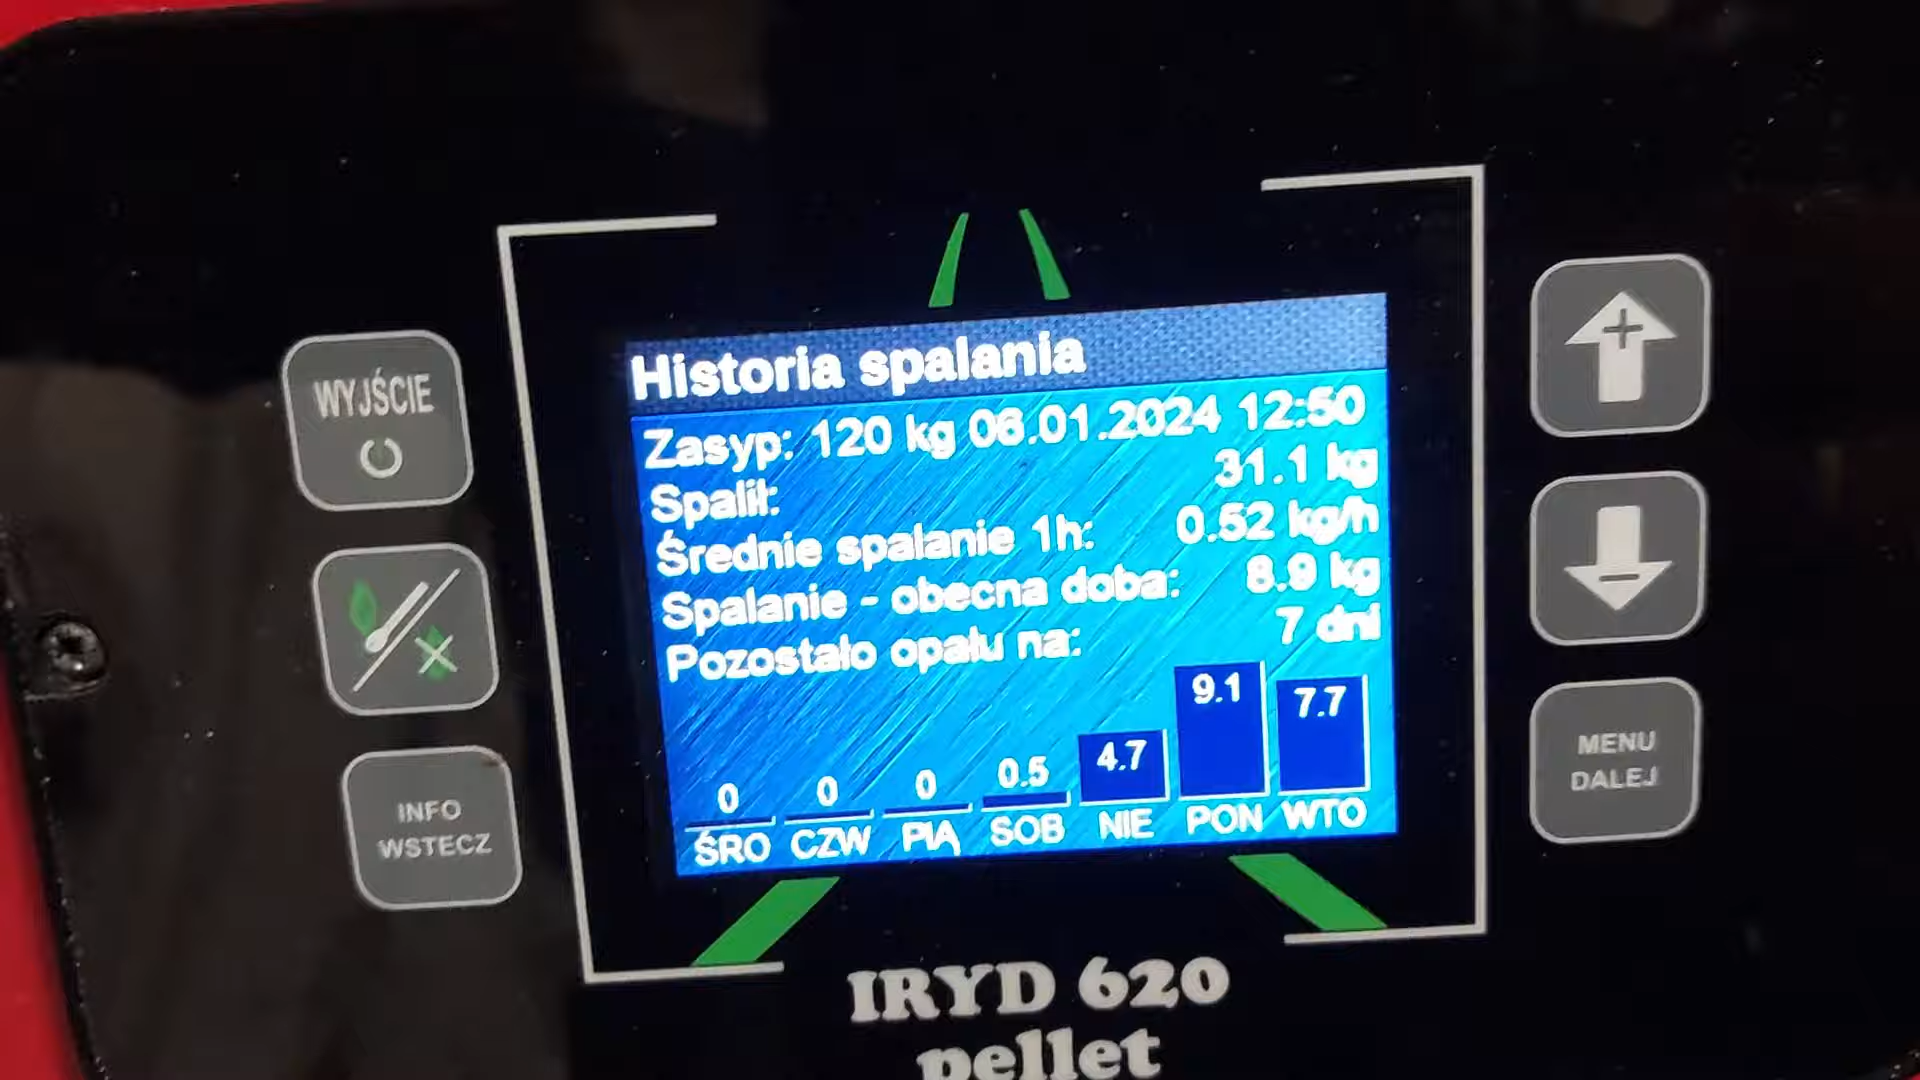 WYJŚCIE
INFO
WSTECZ
Historia spalania
Zasyp: 120 kg 06.01.2024 12:50
Spalił: 31.1 kg
Średnie spalanie 1h: 0.52 kg/h
Spalanie - obecna doba: 8.9 kg
Pozostało opału na: 7 dni
0 0 0 0.5 4.7 9.1 7.7
ŚRO CZW PIĄ SOB NIE PON WTO
MENU
DALEJ
IRYD 620
pellet